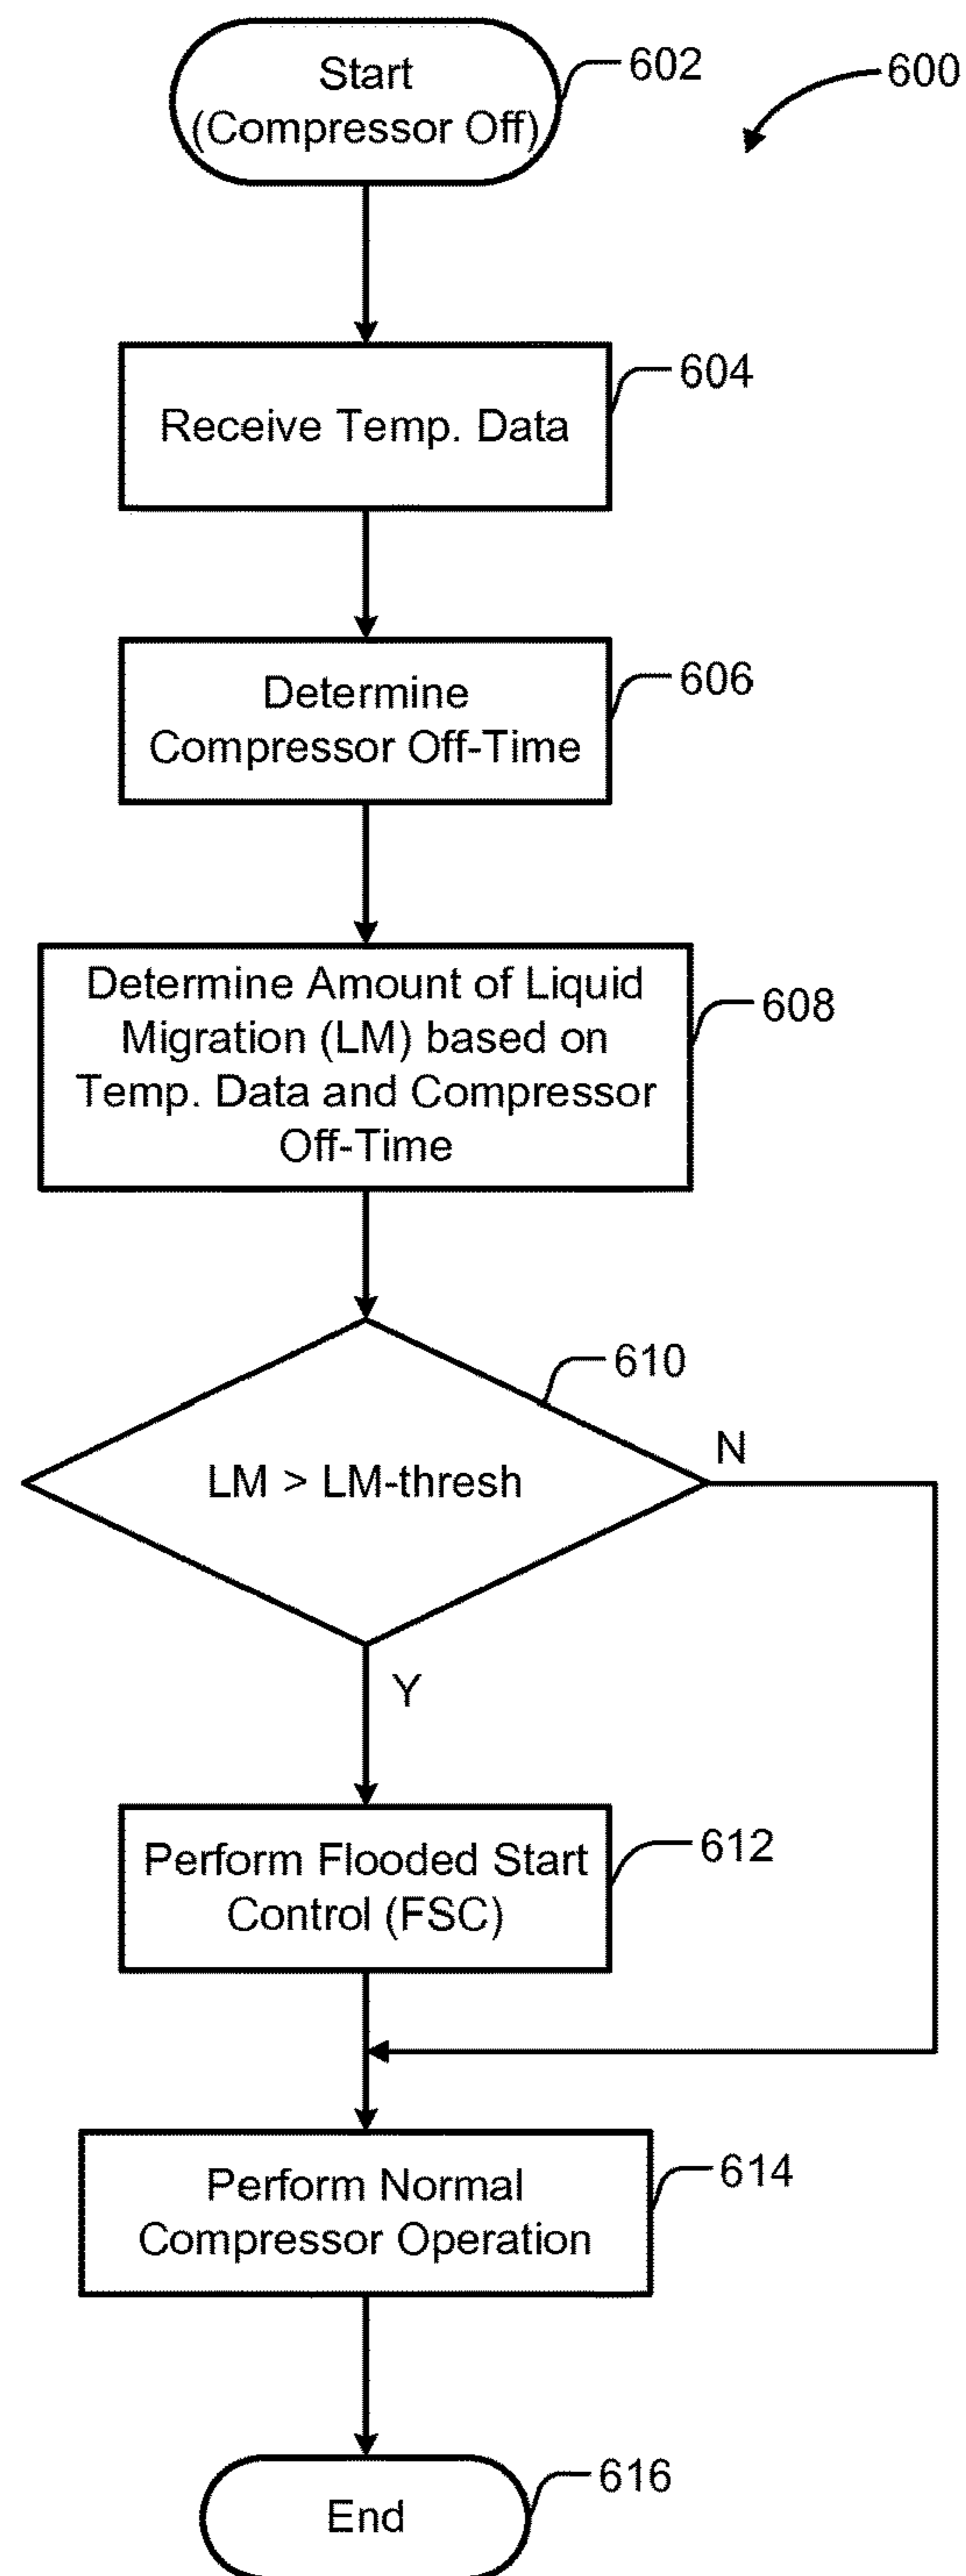 Start
(Compressor Off)
602
600
Receive Temp. Data
604
Determine
Compressor Off-Time
606
Determine Amount of Liquid
Migration (LM) based on
Temp. Data and Compressor
Off-Time
608
LM > LM-thresh
610
N
Y
Perform Flooded Start
Control (FSC)
612
Perform Normal
Compressor Operation
614
End
616